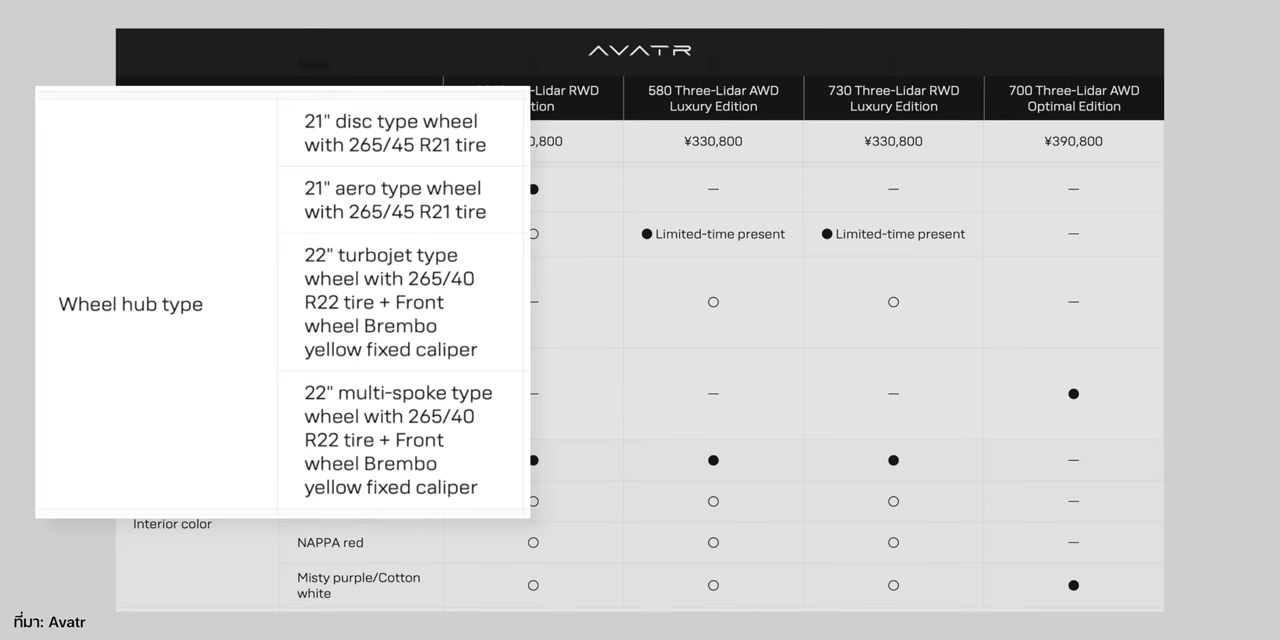 AVATR
-Lidar RWD
580 Three-Lidar AWD
Luxury Edition
730 Three-Lidar RWD
Luxury Edition
700 Three-Lidar AWD
Optimal Edition
0,800
¥330,800
¥330,800
¥390,800
Wheel hub type
21" disc type wheel
with 265/45 R21 tire
21" aero type wheel
with 265/45 R21 tire
22" turbojet type
wheel with 265/40
R22 tire + Front
wheel Brembo
yellow fixed caliper
22" multi-spoke type
wheel with 265/40
R22 tire + Front
wheel Brembo
yellow fixed caliper
— — —
● Limited-time present
● Limited-time present
—
Interior color
NAPPA red
Misty purple/Cotton
white
ที่มา: Avatr